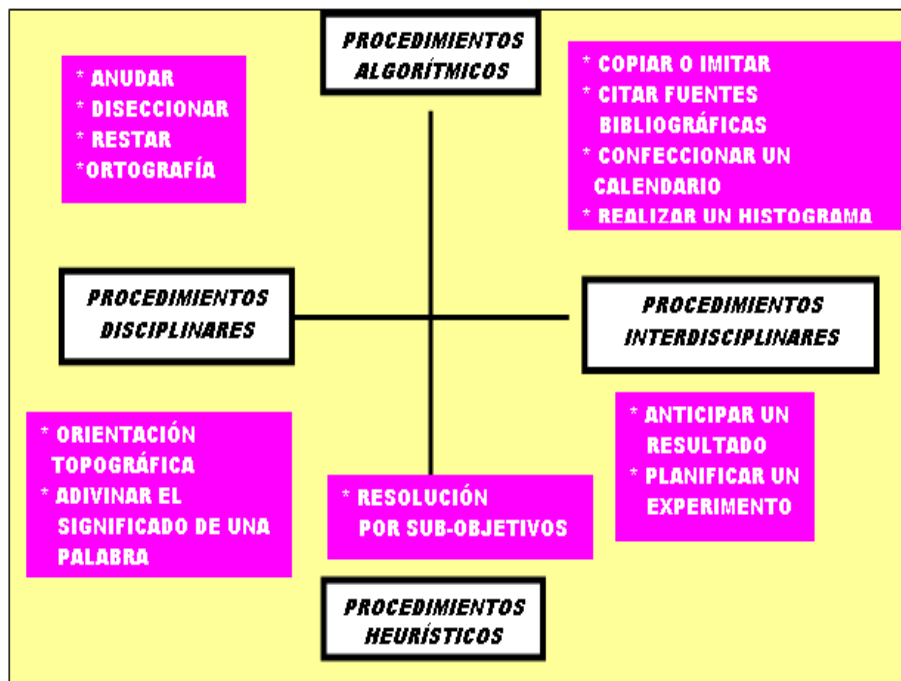 PROCEDIMIENTOS
ALGORÍTMICOS
* ANUDAR
* DISECCIONAR
* RESTAR
*ORTOGRAFÍA
* COPIAR O IMITAR
* CITAR FUENTES
BIBLIOGRÁFICAS
* CONFECCIONAR UN
CALENDARIO
* REALIZAR UN HISTOGRAMA
PROCEDIMIENTOS
DISCIPLINARES
PROCEDIMIENTOS
INTERDISCIPLINARES
* ORIENTACIÓN
TOPOGRÁFICA
* ADIVINAR EL
SIGNIFICADO DE UNA
PALABRA
* RESOLUCIÓN
POR SUB-OBJETIVOS
* ANTICIPAR UN
RESULTADO
* PLANIFICAR UN
EXPERIMENTO
PROCEDIMIENTOS
HEURÍSTICOS